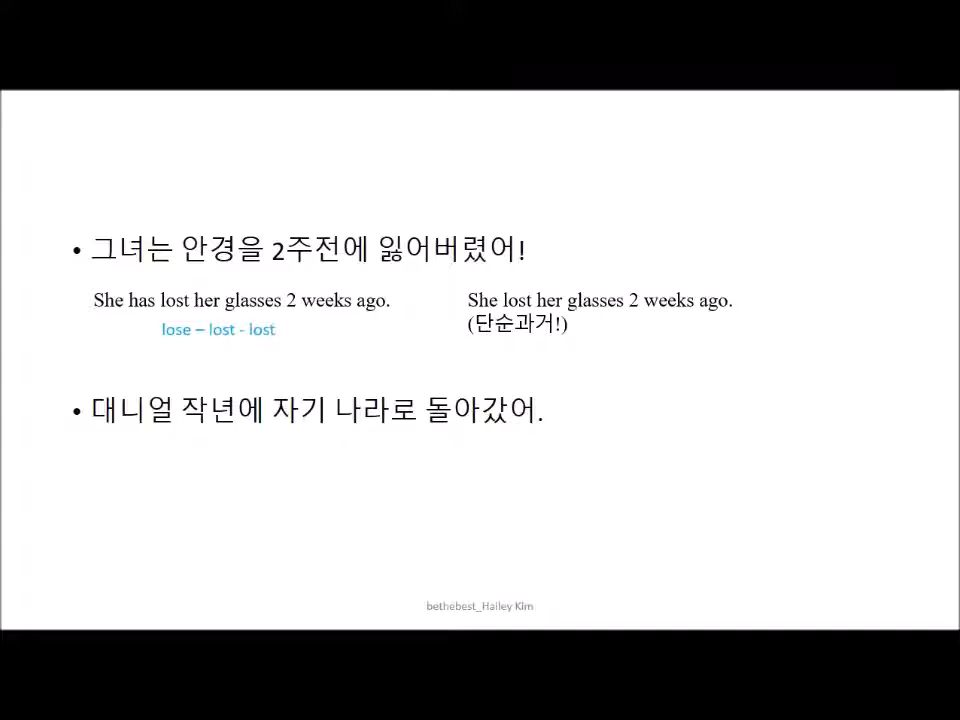 • 그녀는 안경을 2주전에 잃어버렸어!
She has lost her glasses 2 weeks ago.
lose – lost - lost
She lost her glasses 2 weeks ago.
(단순과거!)
• 대니얼 작년에 자기 나라로 돌아갔어.
bethebest_Hailey Kim